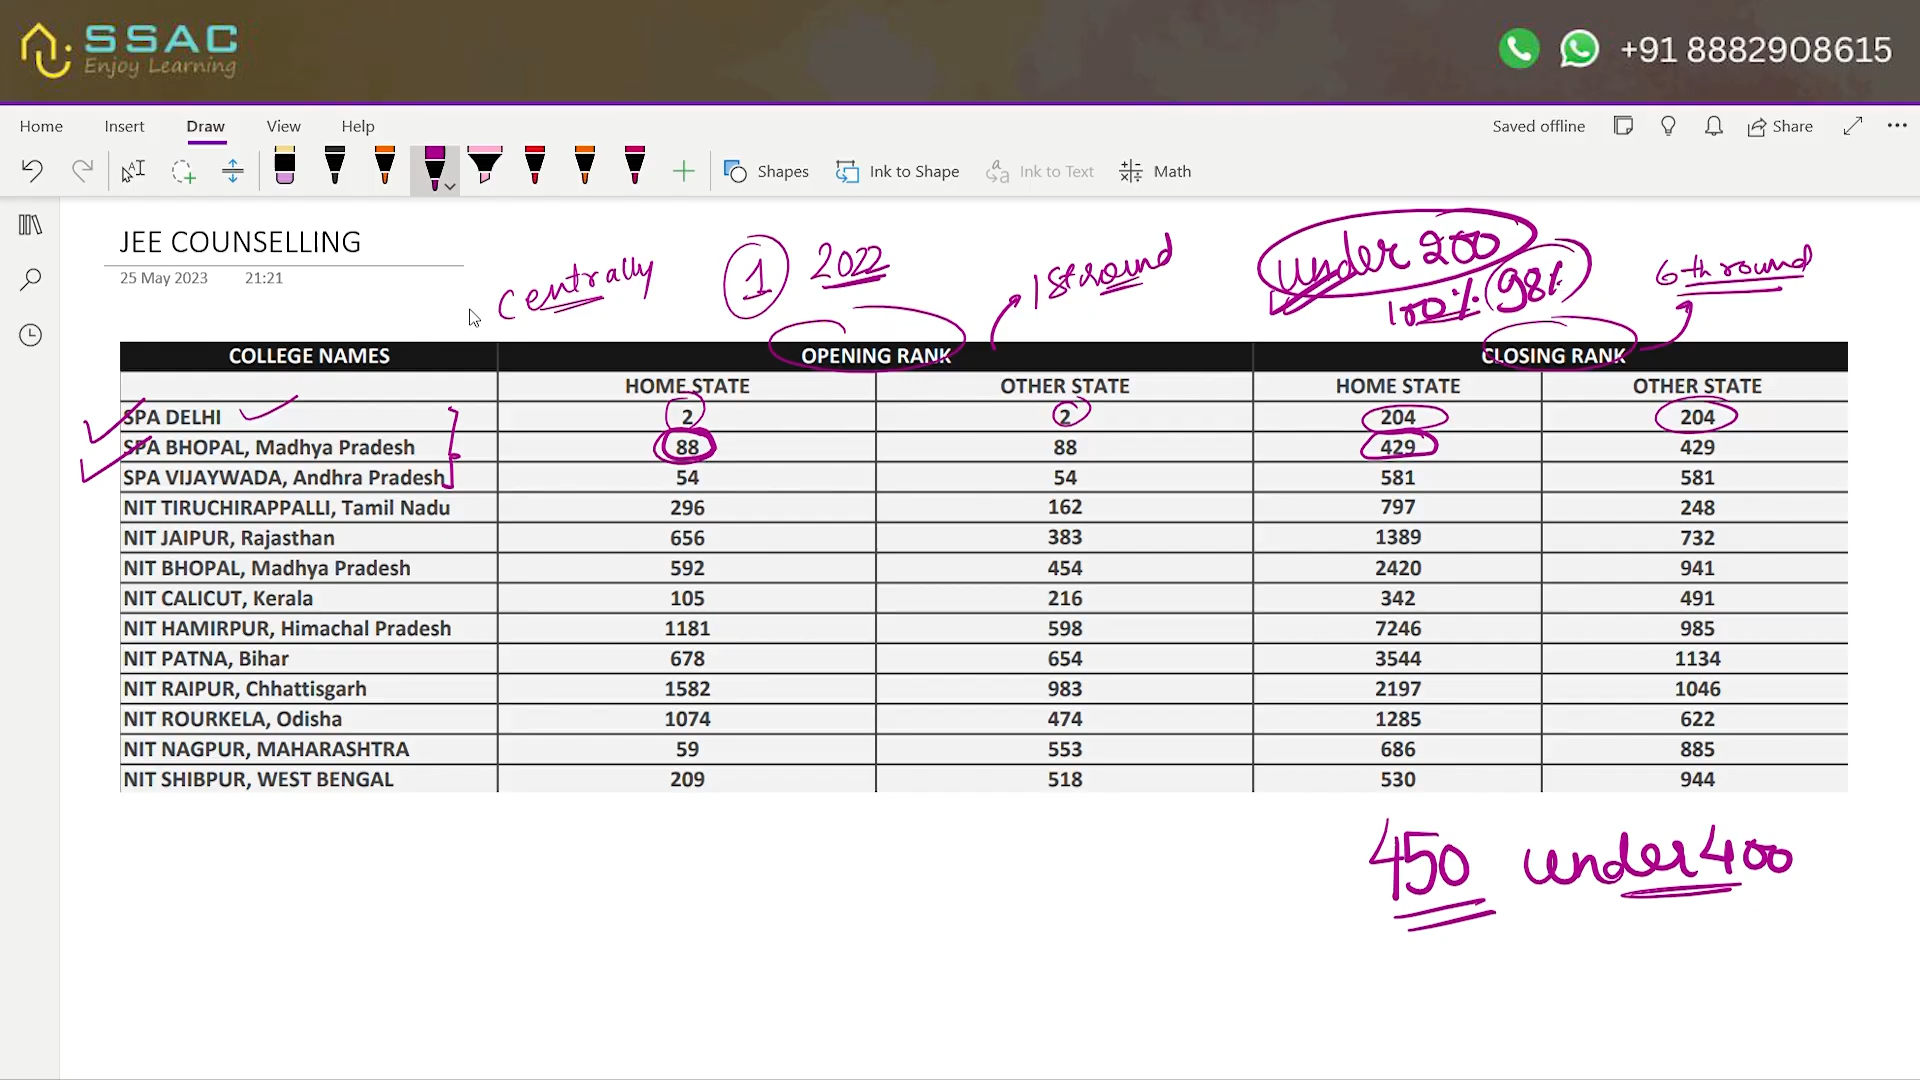 SSAC
Enjoy Learning
+91 8882908615
Home Insert Draw View Help
Saved offline Share
Shapes Ink to Shape Ink to Text Math
JEE COUNSELLING
25 May 2023 21:21
Centrally
1 2022
1st round
under 200
100% 98%
6th round
COLLEGE NAMES OPENING RANK CLOSING RANK
HOME STATE OTHER STATE HOME STATE OTHER STATE
SPA DELHI 2 2 204 204
SPA BHOPAL, Madhya Pradesh 88 88 429 429
SPA VIJAYWADA, Andhra Pradesh 54 54 581 581
NIT TIRUCHIRAPPALLI, Tamil Nadu 296 162 797 248
NIT JAIPUR, Rajasthan 656 383 1389 732
NIT BHOPAL, Madhya Pradesh 592 454 2420 941
NIT CALICUT, Kerala 105 216 342 491
NIT HAMIRPUR, Himachal Pradesh 1181 598 7246 985
NIT PATNA, Bihar 678 654 3544 1134
NIT RAIPUR, Chhattisgarh 1582 983 2197 1046
NIT ROURKELA, Odisha 1074 474 1285 622
NIT NAGPUR, MAHARASHTRA 59 553 686 885
NIT SHIBPUR, WEST BENGAL 209 518 530 944
450 under 400